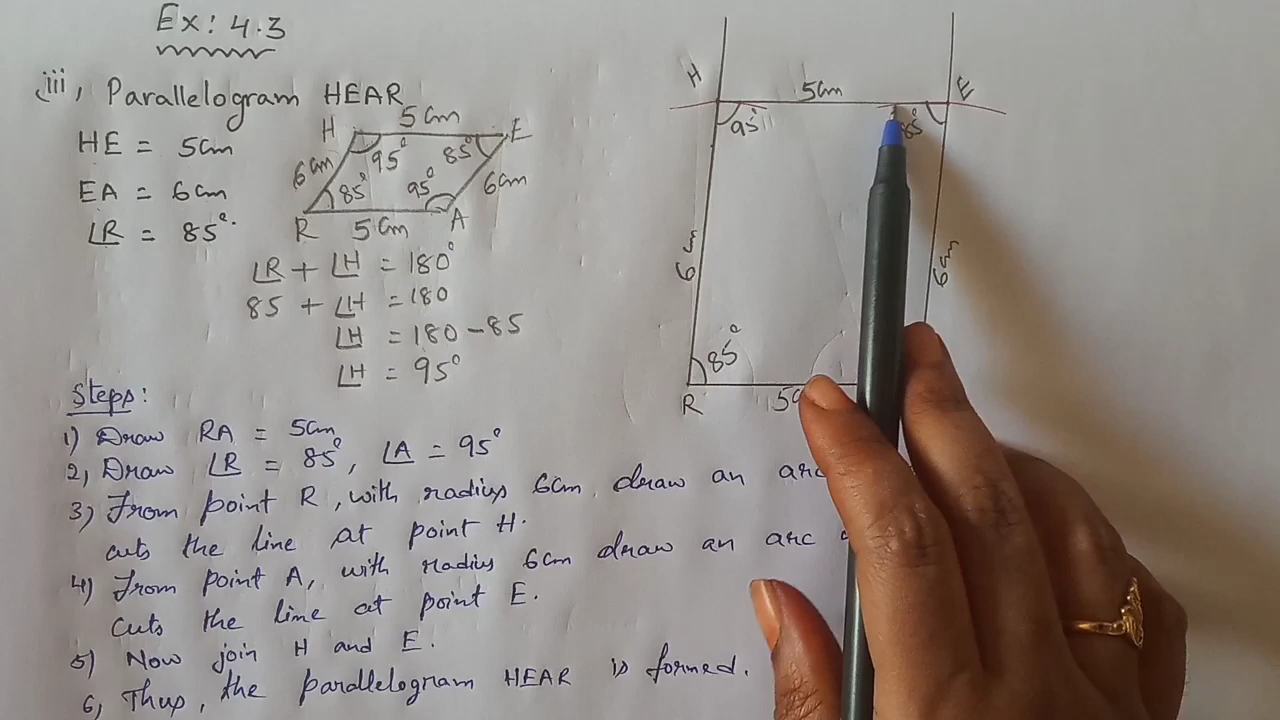 Ex: 4.3
iii, Parallelogram HEAR
HE = 5cm
EA = 6cm
∠R = 85°.
H 5cm E
6cm 95° 85° 6cm
85° 95°
R 5cm A
∠R + ∠H = 180°
85 + ∠H = 180
∠H = 180 - 85
∠H = 95°
Steps:
1) Draw RA = 5cm
2, Draw ∠R = 85°, ∠A = 95°
3) From point R, with radius 6cm, draw an arc
cuts the line at point H.
4) From point A, with radius 6cm draw an arc
cuts the line at point E.
5) Now join H and E.
6, Thus, the parallelogram HEAR is formed.
H 5cm E
95° 85°
6cm 6cm
85°
R